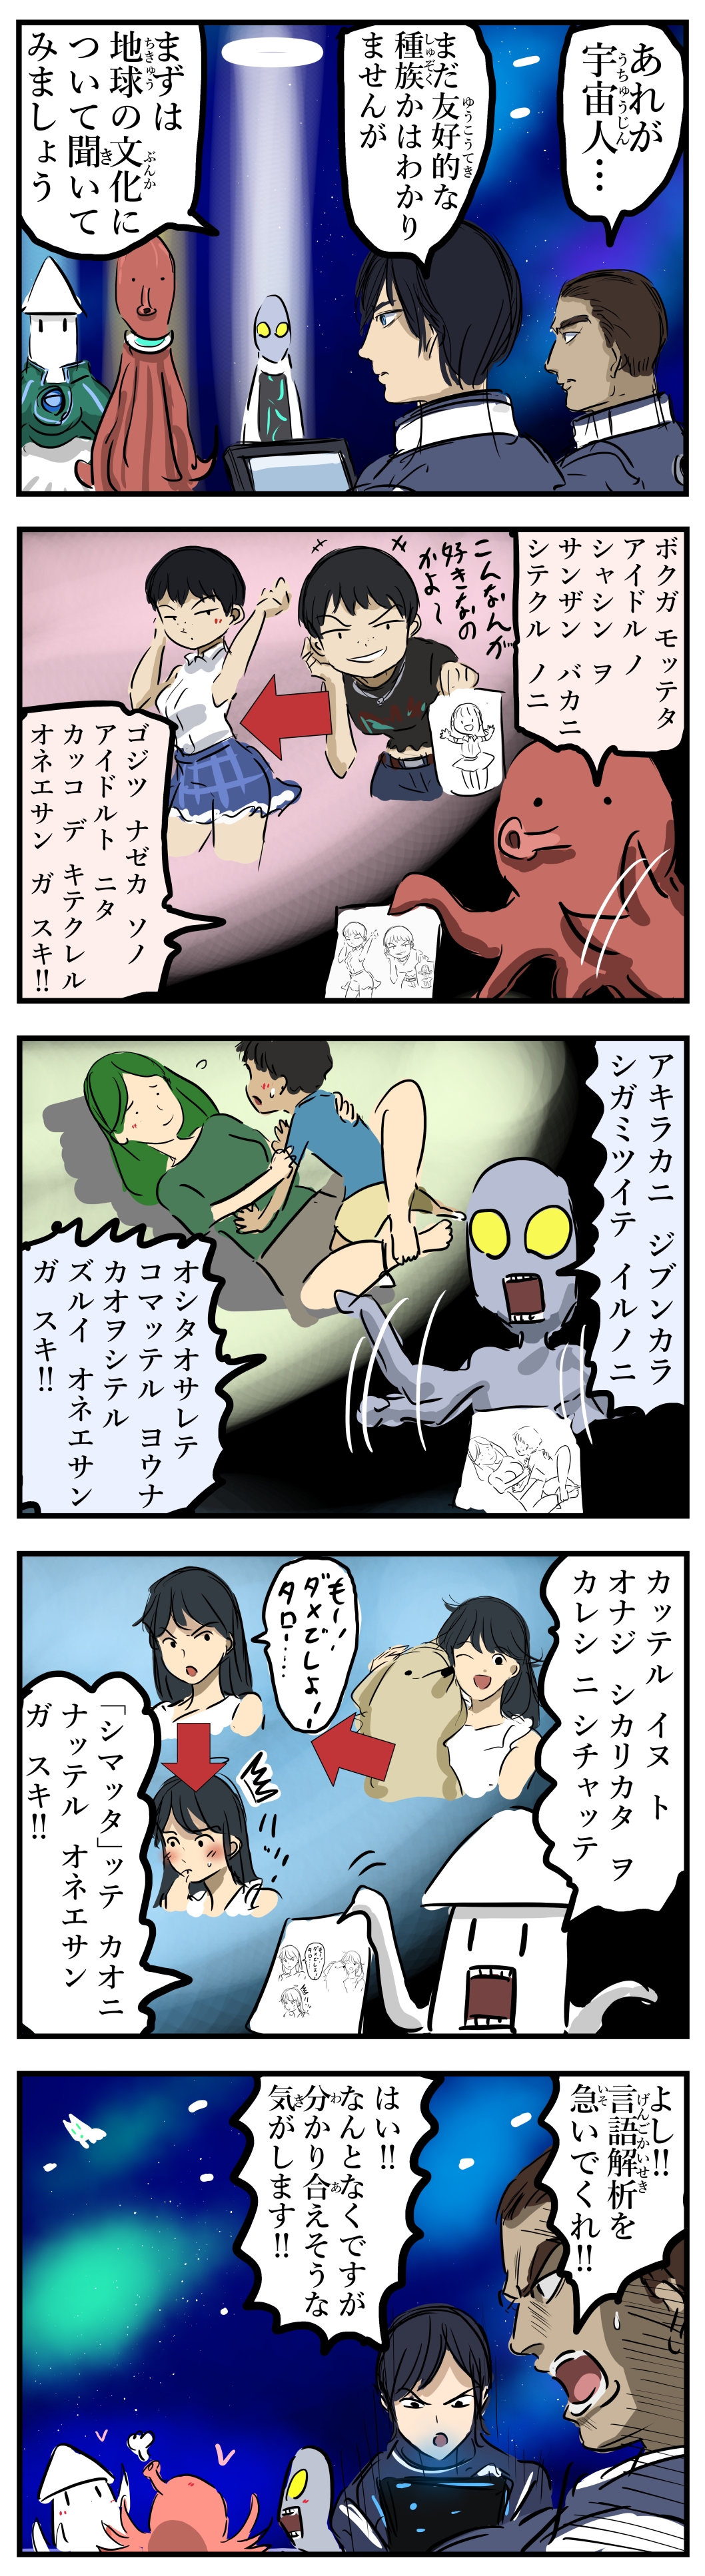 あれが
宇宙人…
まだ友好的な
種族かはわかり
ませんが
まずは
地球の文化に
ついて聞いて
みましょう
ボクガ モッテタ
アイドル ノ
シャシン ヲ
サンザン バカニ
シテクル ノニ
こんなんが
好きなの
かよ〜
ゴジツ ナゼカ ソノ
アイドルト ニタ
カッコ デ キテクレル
オネエサン ガ スキ!!
アキラカニ ジブンカラ
シガミツイテ イルノニ
オシタオサレテ
コマッテル ヨウナ
カオヲシテル
ズルイ オネエサン
ガ スキ!!
カッテル イヌ ト
オナジ シカリカタ ヲ
カレシ ニ シチャッテ
もー!
ダメでしょ!
タロー…
「シマッタ」ッテ カオニ
ナッテル オネエサン
ガ スキ!!
よし!!
言語解析を
急いでくれ!!
はい!!
なんとなくですが
分かり合えそうな
気がします!!